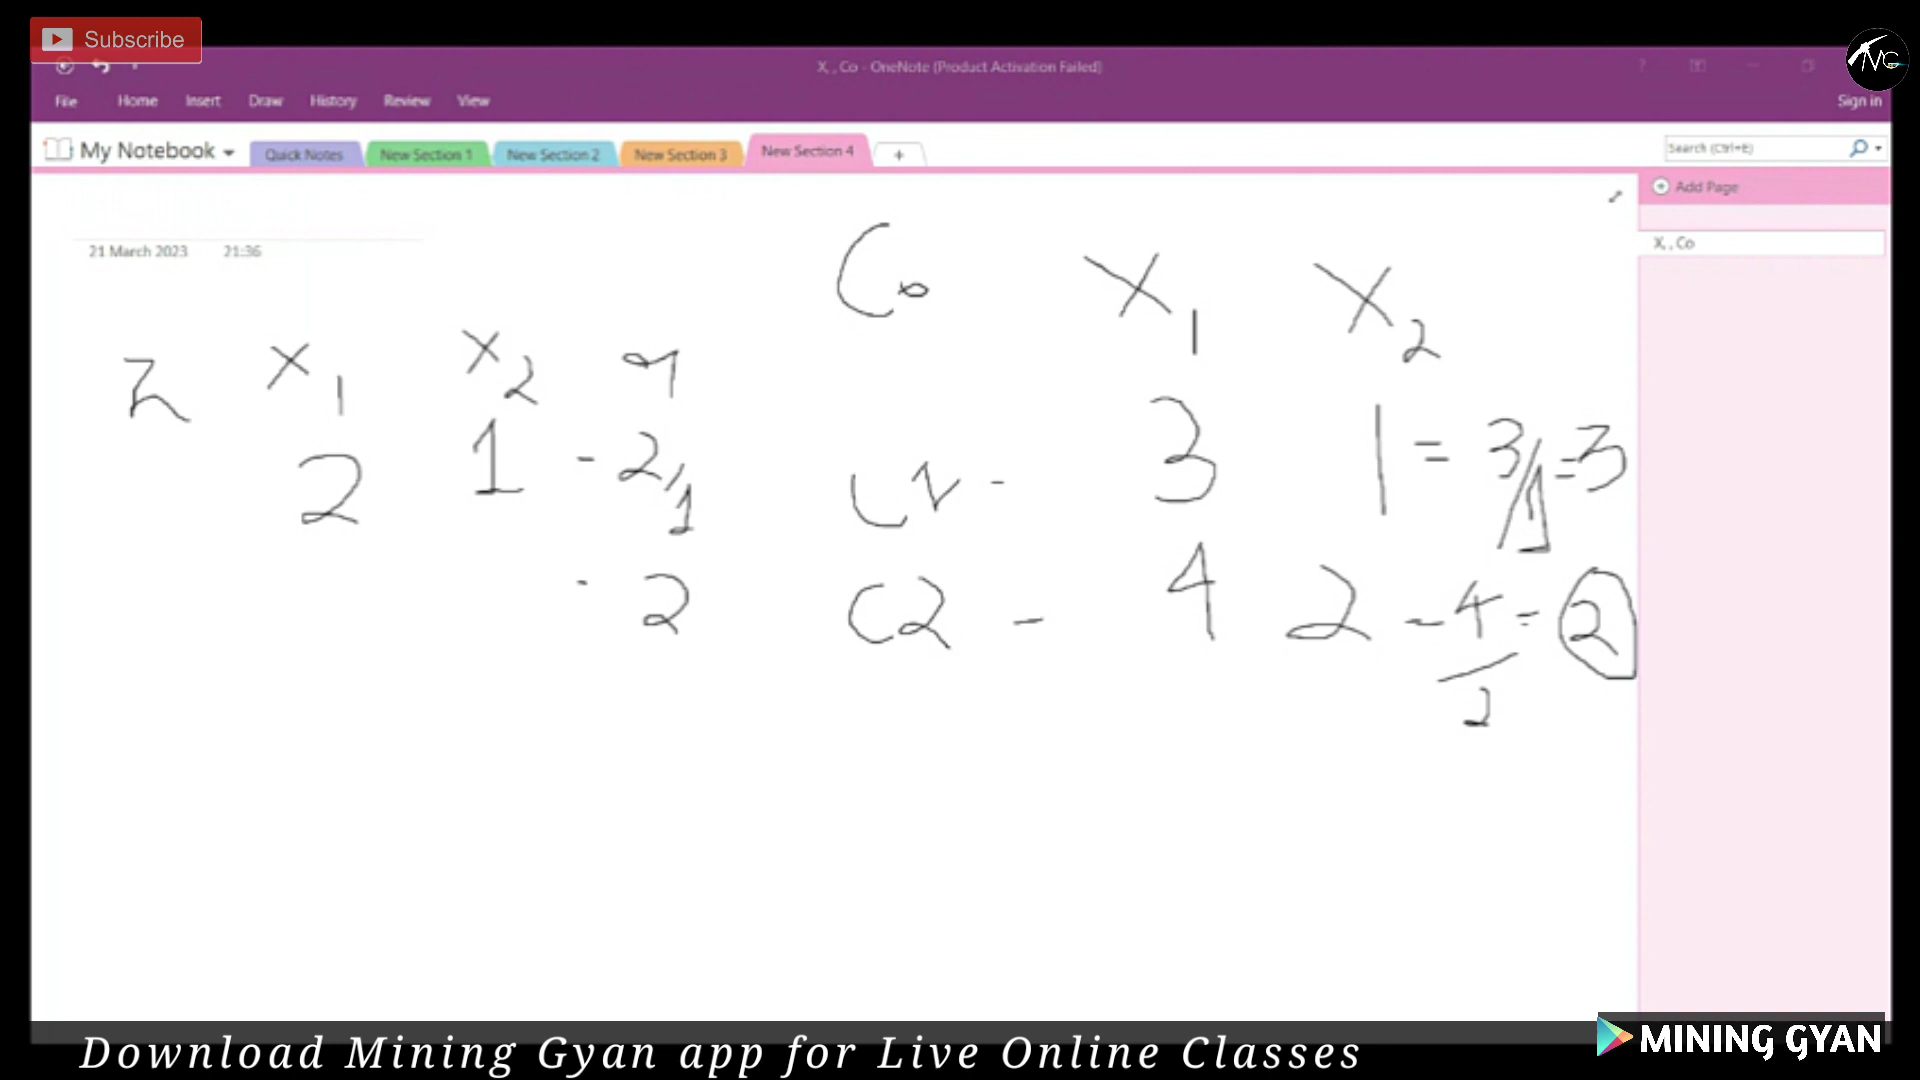 Subscribe
X, , Co - OneNote (Product Activation Failed)
File Home Insert Draw History Review View
Sign in
My Notebook Quick Notes New Section 1 New Section 2 New Section 3 New Section 4 +
Search (Ctrl+E)
Add Page
X, , Co
21 March 2023 21:36
Co X1 X2
Z X1 X2
2 1 - 2/1
3 1 = 3/1 = 3
2
C2 - 4 2 - 4/2 = 2
Download Mining Gyan app for Live Online Classes
MINING GYAN